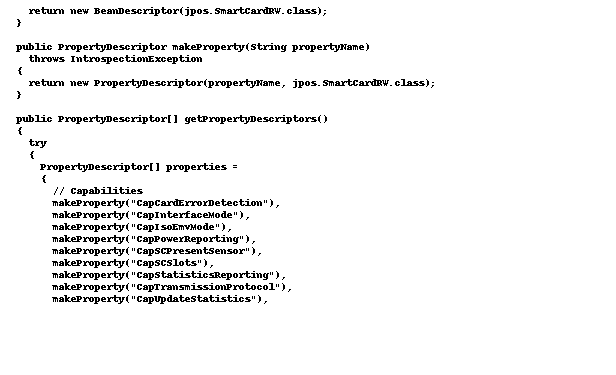 return new BeanDescriptor(jpos.SmartCardRW.class);
}
public PropertyDescriptor makeProperty(String propertyName)
throws IntrospectionException
{
return new PropertyDescriptor(propertyName, jpos.SmartCardRW.class);
}
public PropertyDescriptor[] getPropertyDescriptors()
{
try
{
PropertyDescriptor[] properties =
{
// Capabilities
makeProperty("CapCardErrorDetection"),
makeProperty("CapInterfaceMode"),
makeProperty("CapIsoEmvMode"),
makeProperty("CapPowerReporting"),
makeProperty("CapSCPresentSensor"),
makeProperty("CapSCSlots"),
makeProperty("CapStatisticsReporting"),
makeProperty("CapTransmissionProtocol"),
makeProperty("CapUpdateStatistics"),